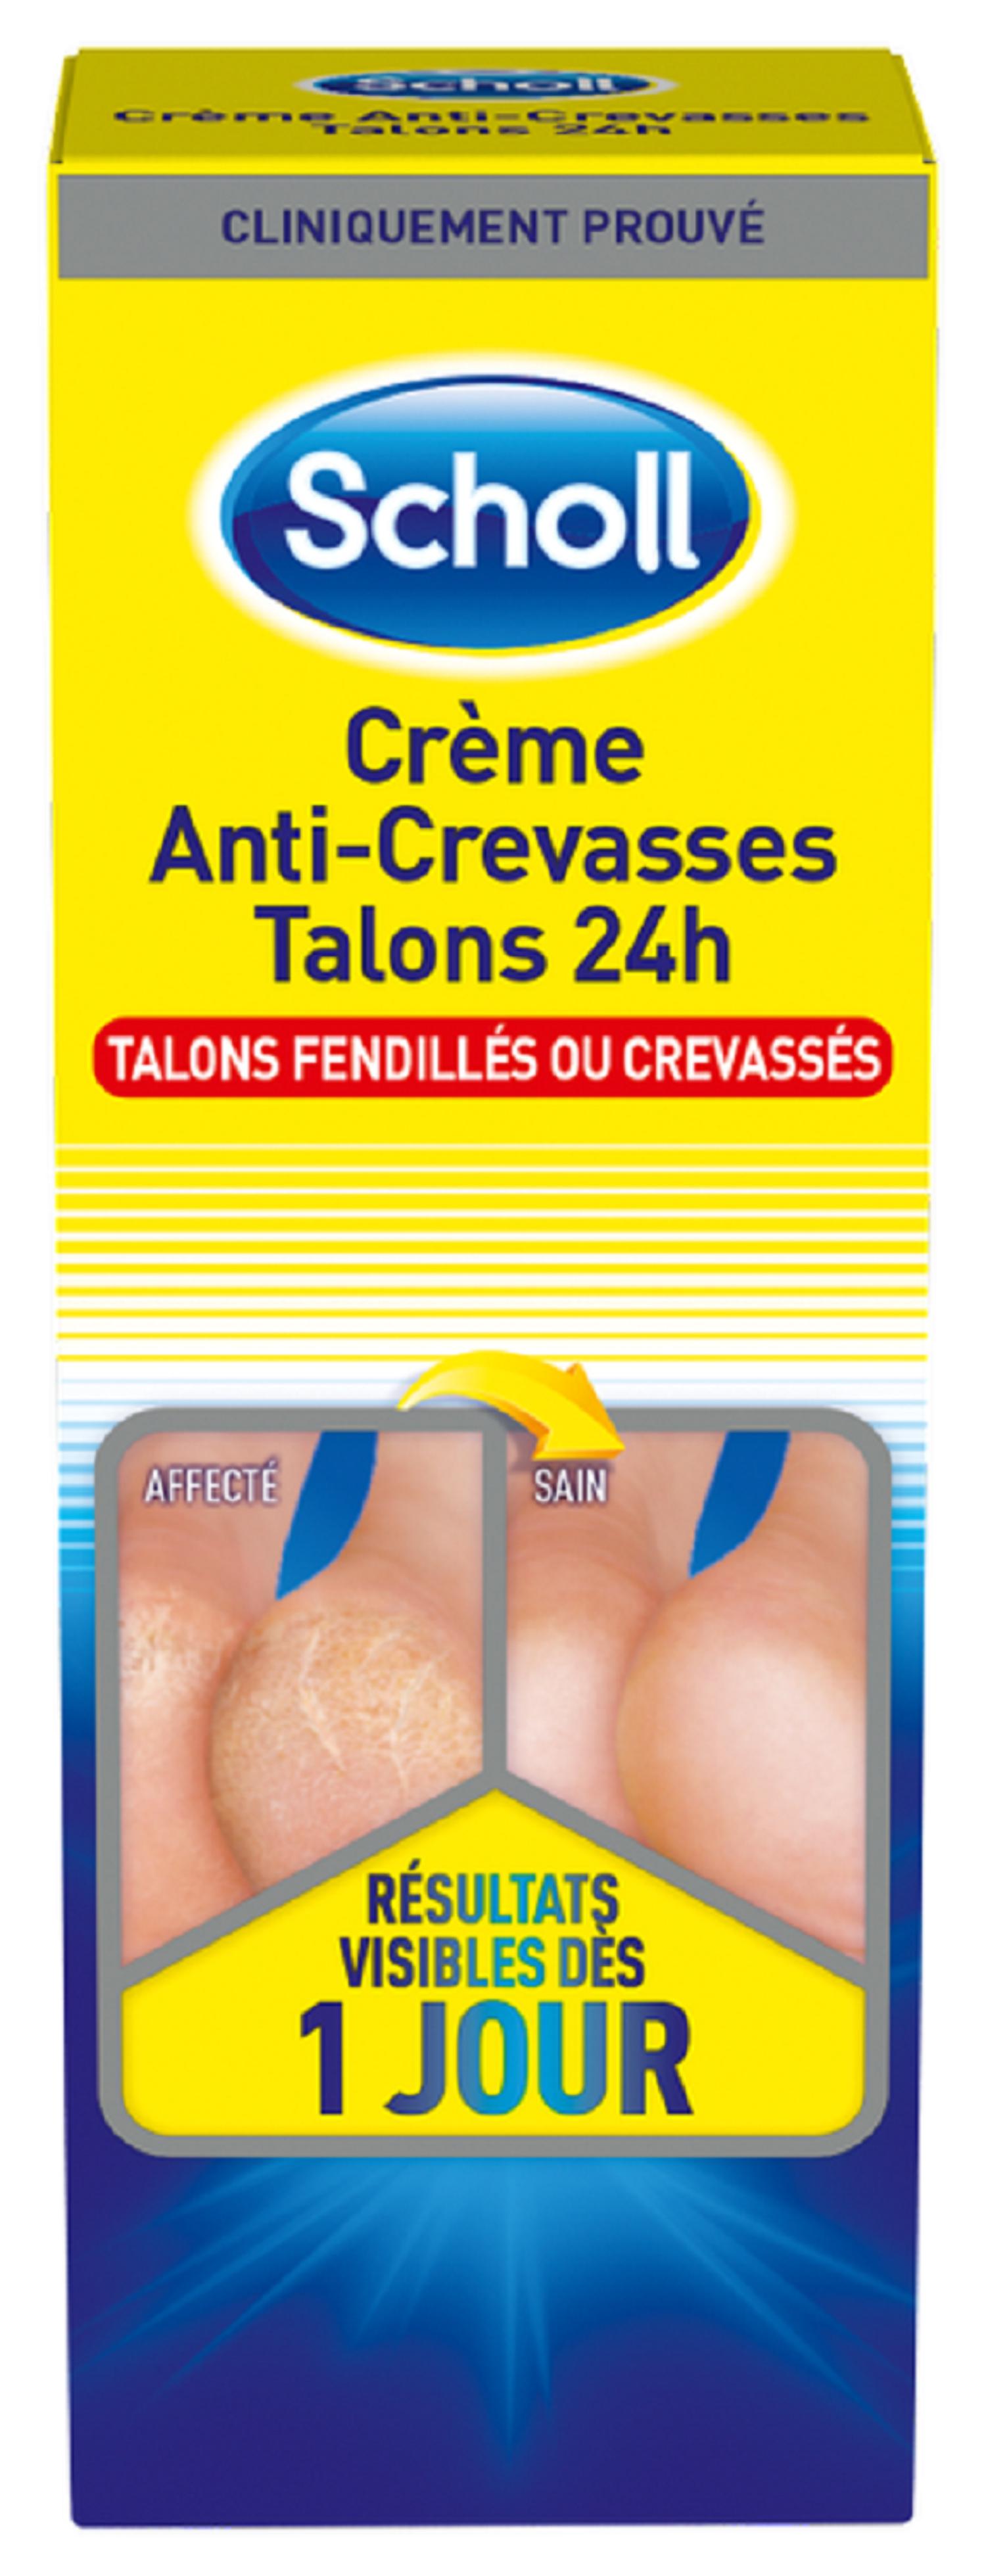 Scholl
Crème Anti-Crevasses
Talons 24h
CLINIQUEMENT PROUVÉ
Scholl
Crème
Anti-Crevasses
Talons 24h
TALONS FENDILLÉS OU CREVASSÉS
AFFECTÉ
SAIN
RÉSULTATS
VISIBLES DÈS
1 JOUR